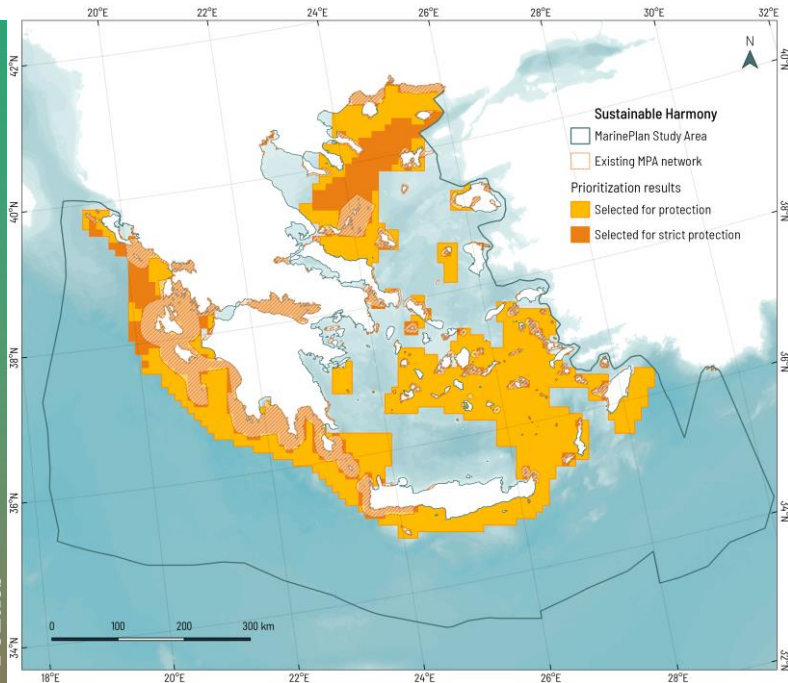 20°E
22°E
24°E
26°E
28°E
30°E
32°E
42°N
40°N
38°N
36°N
34°N
40°N
38°N
36°N
34°N
32°N
N
Sustainable Harmony
MarinePlan Study Area
Existing MPA network
Prioritization results
Selected for protection
Selected for strict protection
0 100 200 300 km
18°E
20°E
22°E
24°E
26°E
28°E